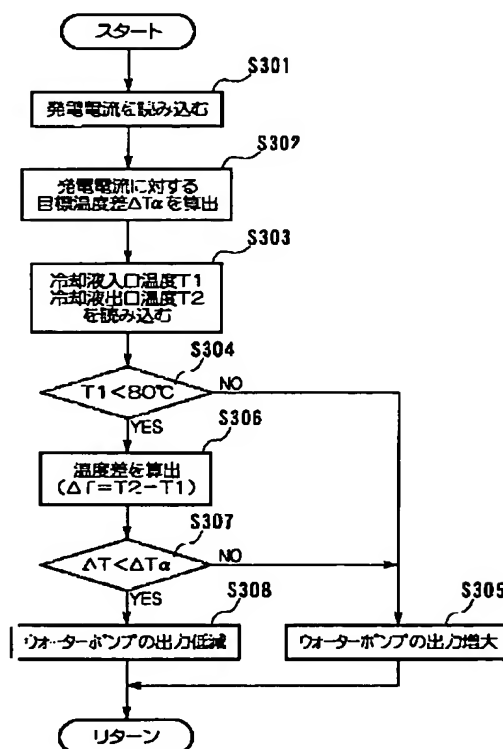 スタート
S301
発電電流を読み込む
S302
発電電流に対する
目標温度差ΔTαを算出
S303
冷却液入口温度T1
冷却液出口温度T2
を読み込む
S304
T1<80℃
NO
YES
S306
温度差を算出
(ΔT=T2-T1)
S307
ΔT<ΔTα
NO
YES
S308
S305
ウォーターポンプの出力低減
ウォーターポンプの出力増大
リターン